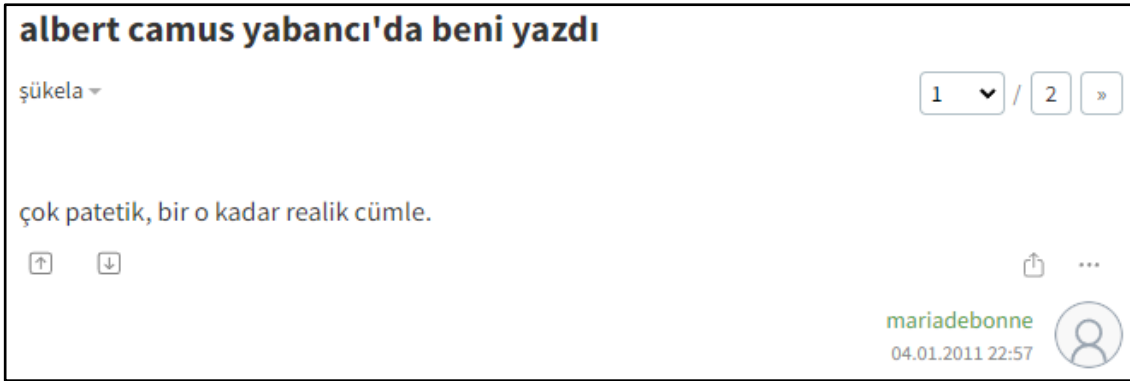 albert camus yabancı'da beni yazdı
şükela
1 / 2 »
çok patetik, bir o kadar realik cümle.
mariadebonne
04.01.2011 22:57